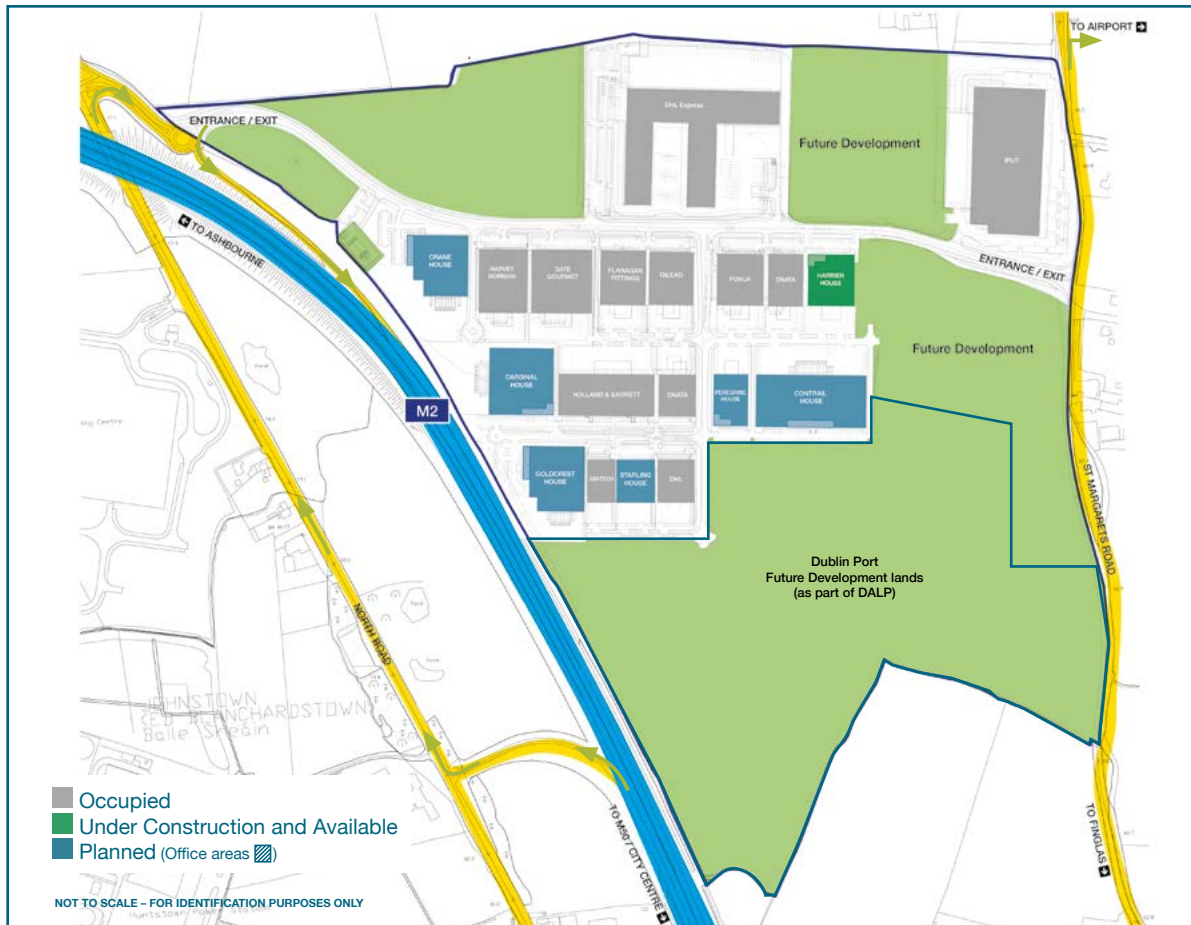 TO AIRPORT
ENTRANCE / EXIT
DHL Express
Future Development
IPUT
TO ASHBOURNE
CRANE
HOUSE
HARVEY
NORMAN
GATE
GOURMET
FLANAGAN
FITTINGS
GILEAD
DNATA
HARRIER
HOUSE
ENTRANCE / EXIT
Future Development
CARDINAL
HOUSE
HOLLAND & BARRETT
DNATA
PEREGRINE
HOUSE
CONTRAIL
HOUSE
M2
GOLDCREST
HOUSE
STARLING
HOUSE
DHL
ST MARGARETS ROAD
Dublin Port
Future Development lands
(as part of DALP)
NORTH ROAD
JOHNSTOWN
Baile Sheáin
TO M50 / CITY CENTRE
TO FINGLAS
Occupied
Under Construction and Available
Planned (Office areas )
NOT TO SCALE – FOR IDENTIFICATION PURPOSES ONLY